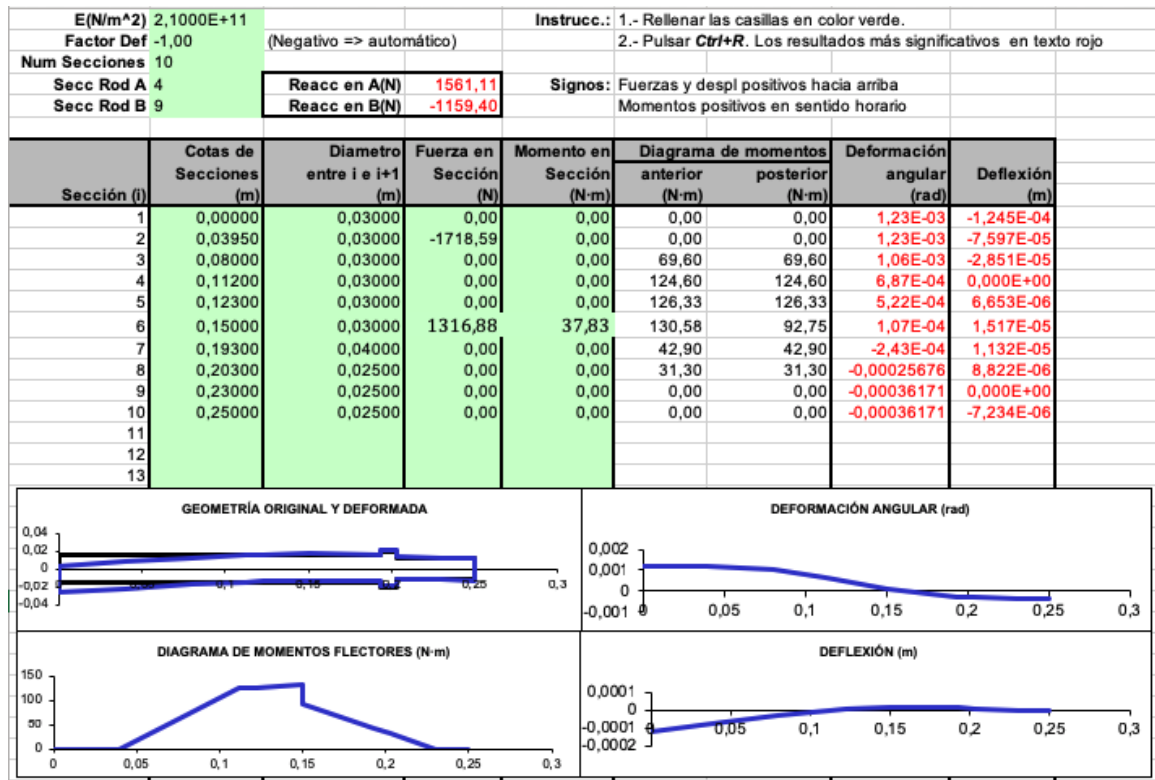 E(N/m^2) 2,1000E+11 Instrucc.: 1.- Rellenar las casillas en color verde.
Factor Def -1,00 (Negativo => automático) 2.- Pulsar Ctrl+R. Los resultados más significativos en texto rojo
Num Secciones 10
Secc Rod A 4 Reacc en A(N) 1561,11 Signos: Fuerzas y despl positivos hacia arriba
Secc Rod B 9 Reacc en B(N) -1159,40 Momentos positivos en sentido horario
Cotas de Diametro Fuerza en Momento en Diagrama de momentos Deformación
Secciones entre i e i+1 Sección Sección anterior posterior angular Deflexión
Sección (i) (m) (m) (N) (N·m) (N·m) (N·m) (rad) (m)
1 0,00000 0,03000 0,00 0,00 0,00 0,00 1,23E-03 -1,245E-04
2 0,03950 0,03000 -1718,59 0,00 0,00 0,00 1,23E-03 -7,597E-05
3 0,08000 0,03000 0,00 0,00 69,60 69,60 1,06E-03 -2,851E-05
4 0,11200 0,03000 0,00 0,00 124,60 124,60 6,87E-04 0,000E+00
5 0,12300 0,03000 0,00 0,00 126,33 126,33 5,22E-04 6,653E-06
6 0,15000 0,03000 1316,88 37,83 130,58 92,75 1,07E-04 1,517E-05
7 0,19300 0,04000 0,00 0,00 42,90 42,90 -2,43E-04 1,132E-05
8 0,20300 0,02500 0,00 0,00 31,30 31,30 -0,00025676 8,822E-06
9 0,23000 0,02500 0,00 0,00 0,00 0,00 -0,00036171 0,000E+00
10 0,25000 0,02500 0,00 0,00 0,00 0,00 -0,00036171 -7,234E-06
11
12
13
GEOMETRÍA ORIGINAL Y DEFORMADA
0,04
0,02
0
-0,02
-0,04
0 0,05 0,1 0,15 0,2 0,25 0,3
DEFORMACIÓN ANGULAR (rad)
0,002
0,001
0
-0,001
0 0,05 0,1 0,15 0,2 0,25 0,3
DIAGRAMA DE MOMENTOS FLECTORES (N·m)
150
100
50
0
0 0,05 0,1 0,15 0,2 0,25 0,3
DEFLEXIÓN (m)
0,0001
0
-0,0001
-0,0002
0 0,05 0,1 0,15 0,2 0,25 0,3